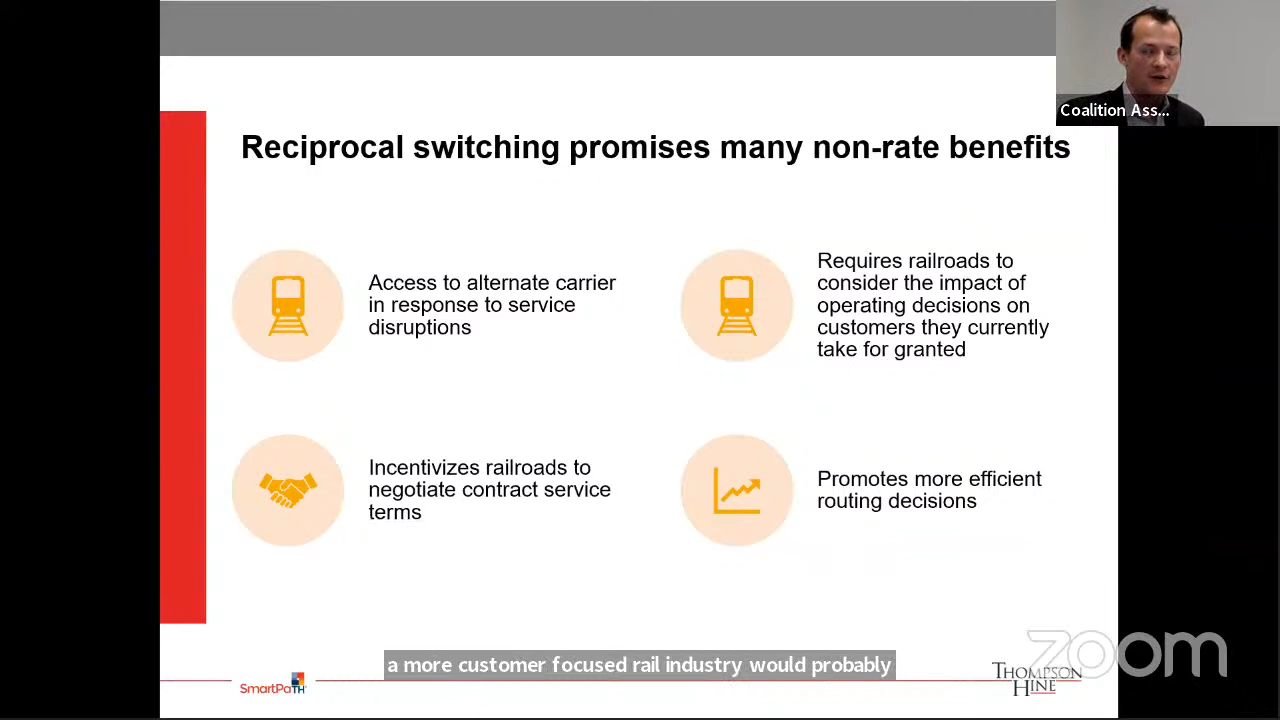 Coalition Ass...
Reciprocal switching promises many non-rate benefits
Access to alternate carrier
in response to service
disruptions
Requires railroads to
consider the impact of
operating decisions on
customers they currently
take for granted
Incentivizes railroads to
negotiate contract service
terms
Promotes more efficient
routing decisions
a more customer focused rail industry would probably
zoom
SmartPaTH
THOMPSON
HINE